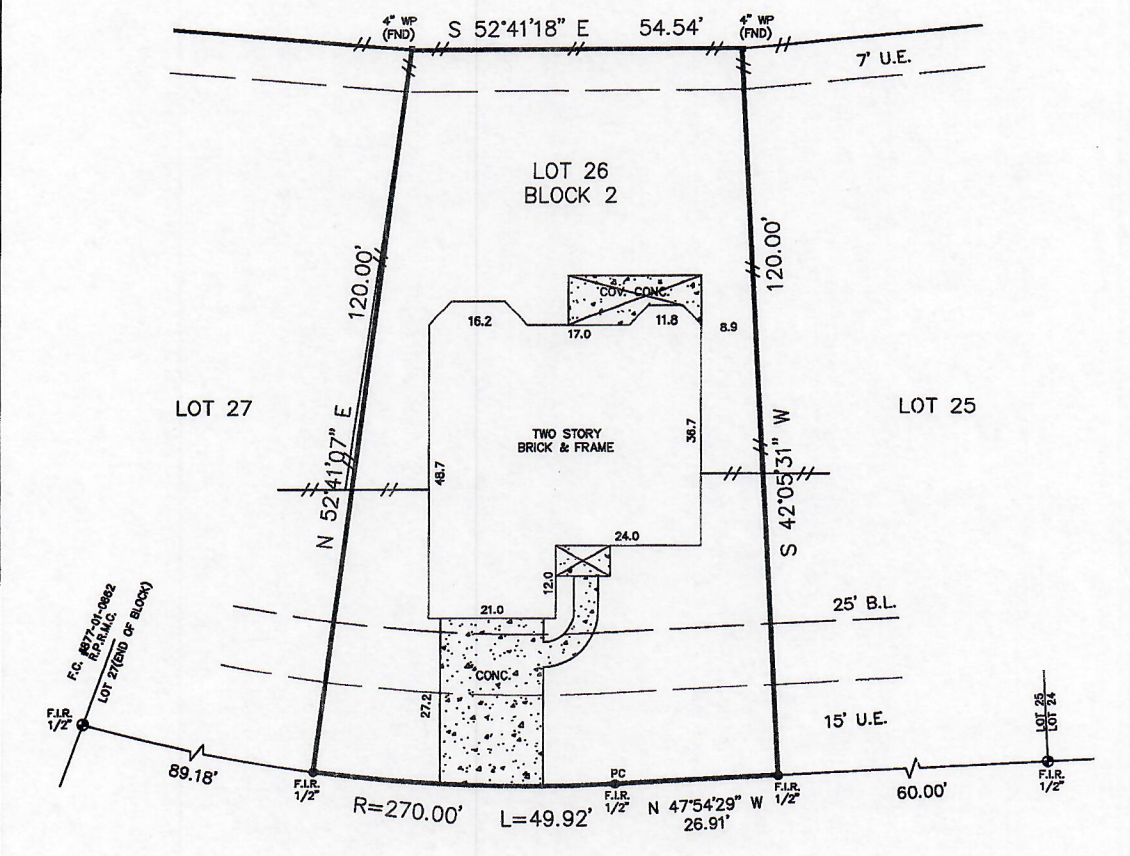 4" WP
(FND)
S 52°41'18" E 54.54'
4" WP
(FND)
7' U.E.
LOT 26
BLOCK 2
120.00'
120.00'
COV. CONC.
16.2
17.0
11.8
8.9
LOT 27
LOT 25
TWO STORY
BRICK & FRAME
48.7
36.7
N 52°41'07" E
S 42°05'31" W
24.0
12.0
21.0
25' B.L.
F.C. #877-01-0862
R.P.R.M.C.
LOT 27(END OF BLOCK)
CONC.
27.2
15' U.E.
LOT 25
LOT 24
F.I.R.
1/2"
89.18'
F.I.R.
1/2"
R=270.00'
L=49.92'
PC
F.I.R.
1/2"
N 47°54'29" W
26.91'
F.I.R.
1/2"
60.00'
F.I.R.
1/2"